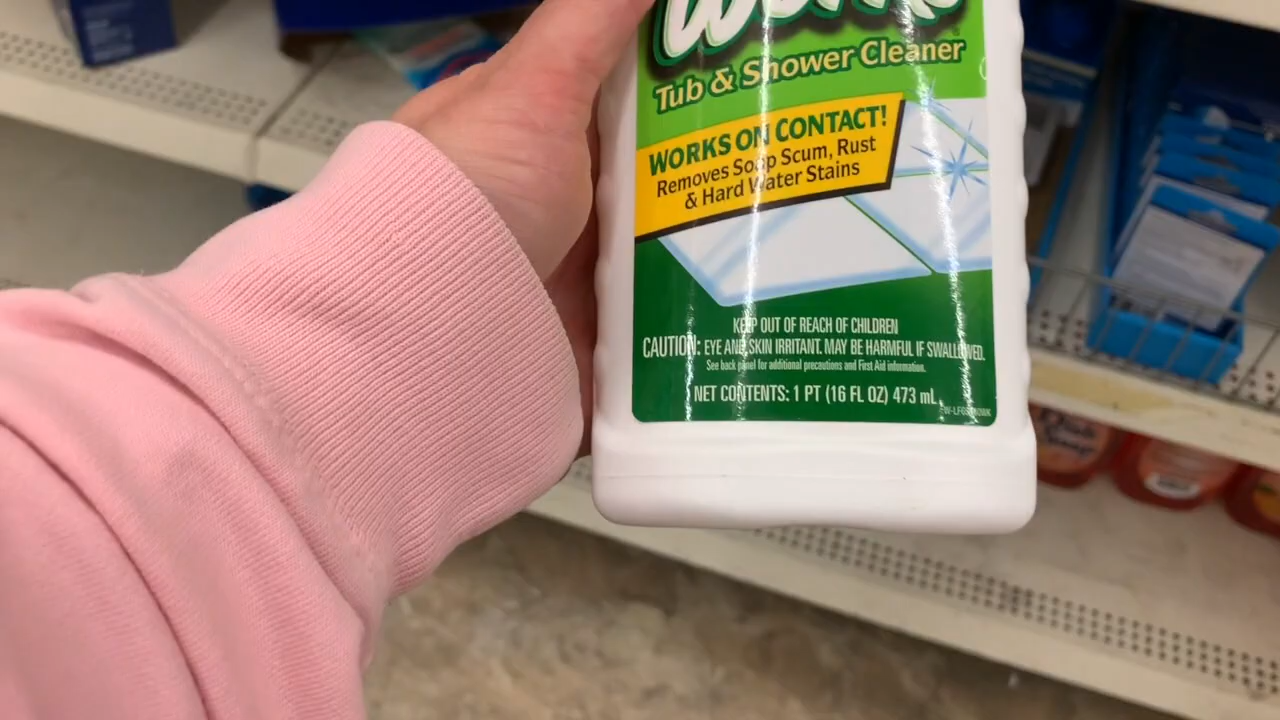 Works
Tub & Shower Cleaner
WORKS ON CONTACT!
Removes Soap Scum, Rust
& Hard Water Stains
KEEP OUT OF REACH OF CHILDREN
CAUTION: EYE AND SKIN IRRITANT. MAY BE HARMFUL IF SWALLOWED.
See back panel for additional precautions and First Aid information.
NET CONTENTS: 1 PT (16 FL OZ) 473 mL